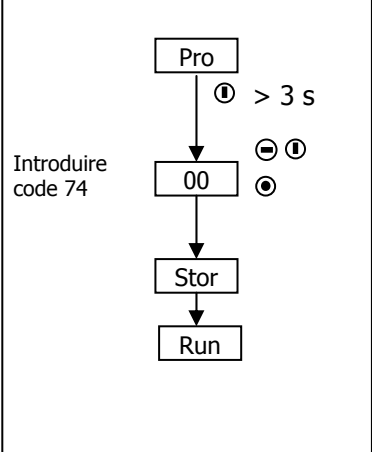 Pro
> 3 s
Introduire
code 74
00
Stor
Run